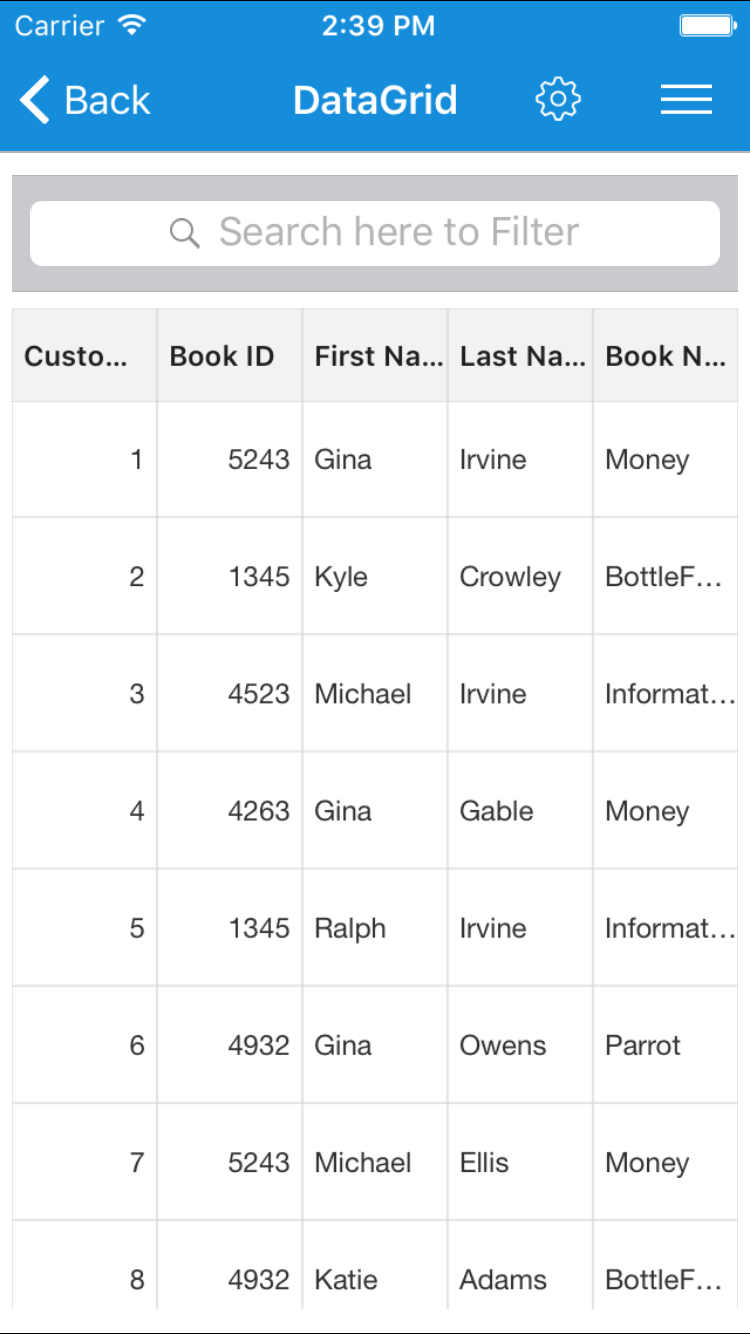 Carrier 2:39 PM
Back DataGrid
Search here to Filter
Custo... Book ID First Na... Last Na... Book N...
1 5243 Gina Irvine Money
2 1345 Kyle Crowley BottleF...
3 4523 Michael Irvine Informat...
4 4263 Gina Gable Money
5 1345 Ralph Irvine Informat...
6 4932 Gina Owens Parrot
7 5243 Michael Ellis Money
8 4932 Katie Adams BottleF...